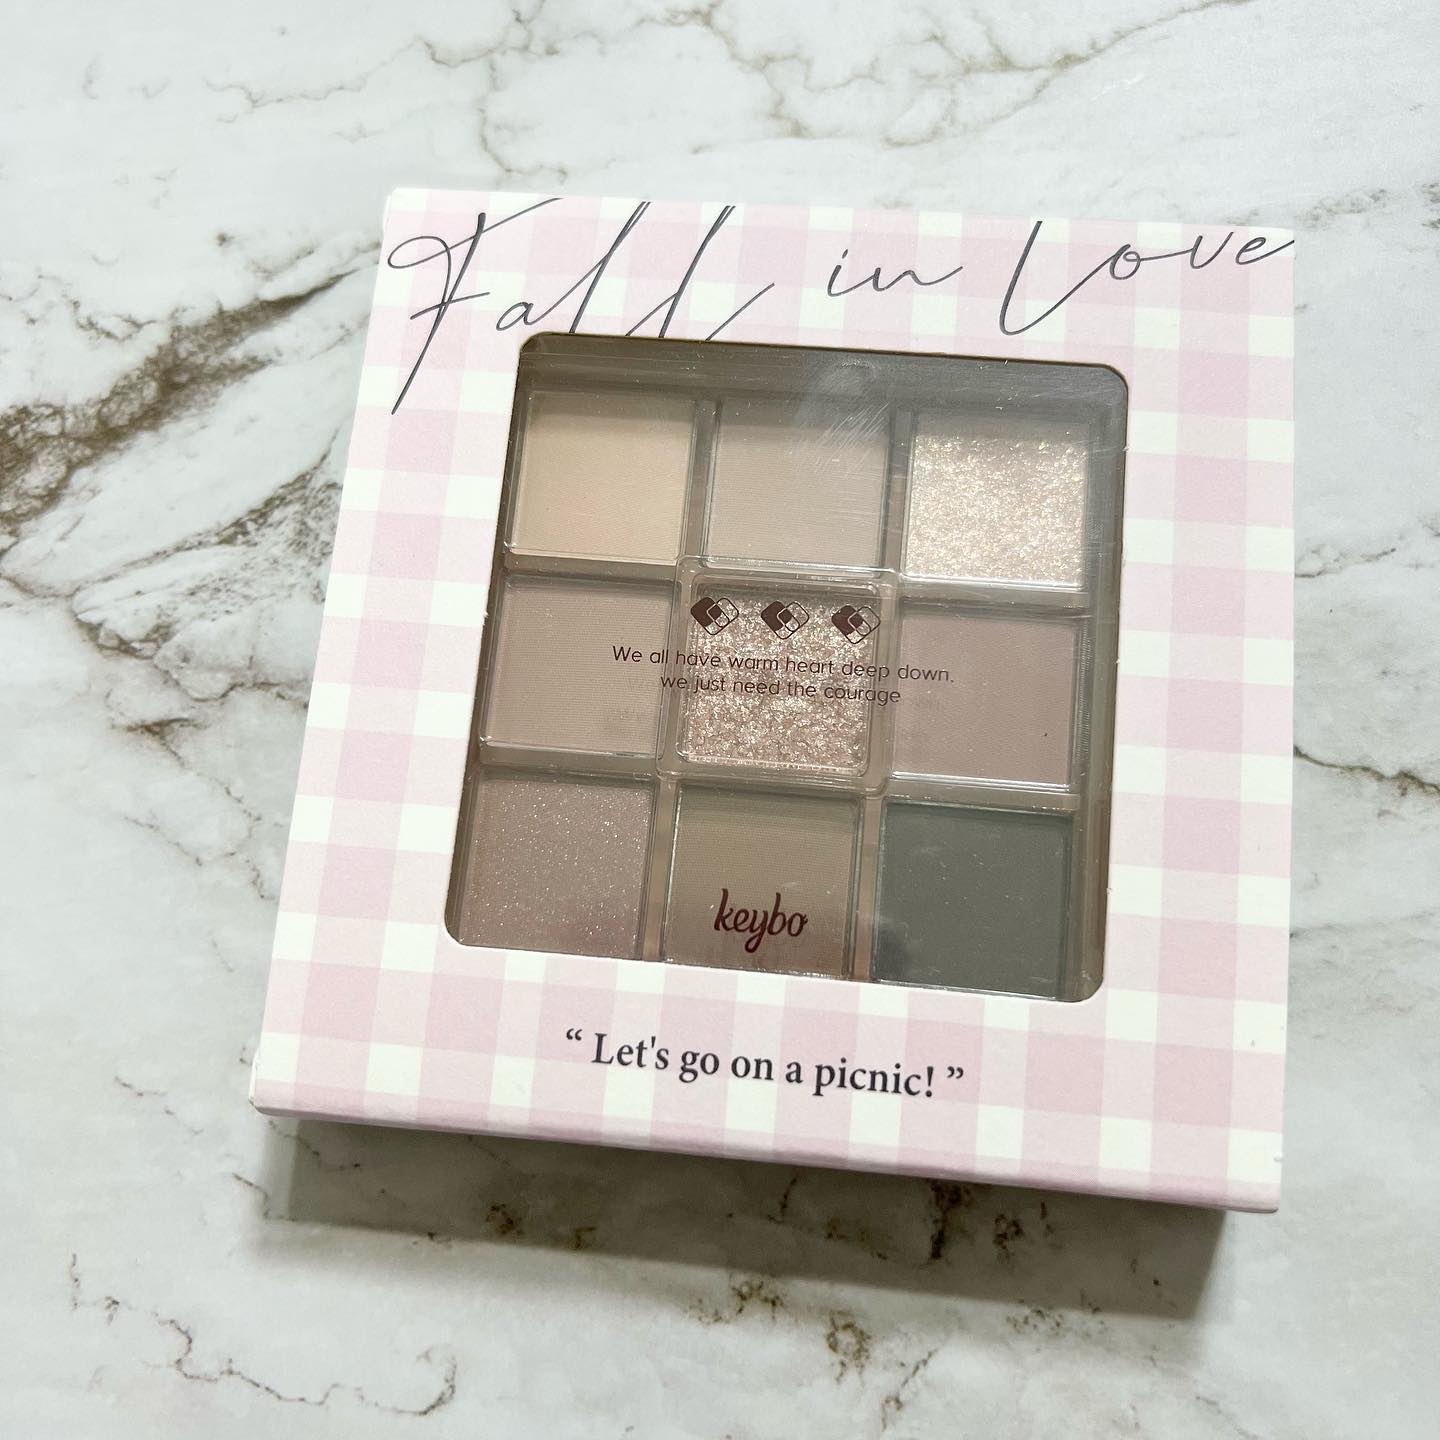 Fall in Love
We all have warm heart deep down.
we just need the courage
keybo
“ Let's go on a picnic! ”